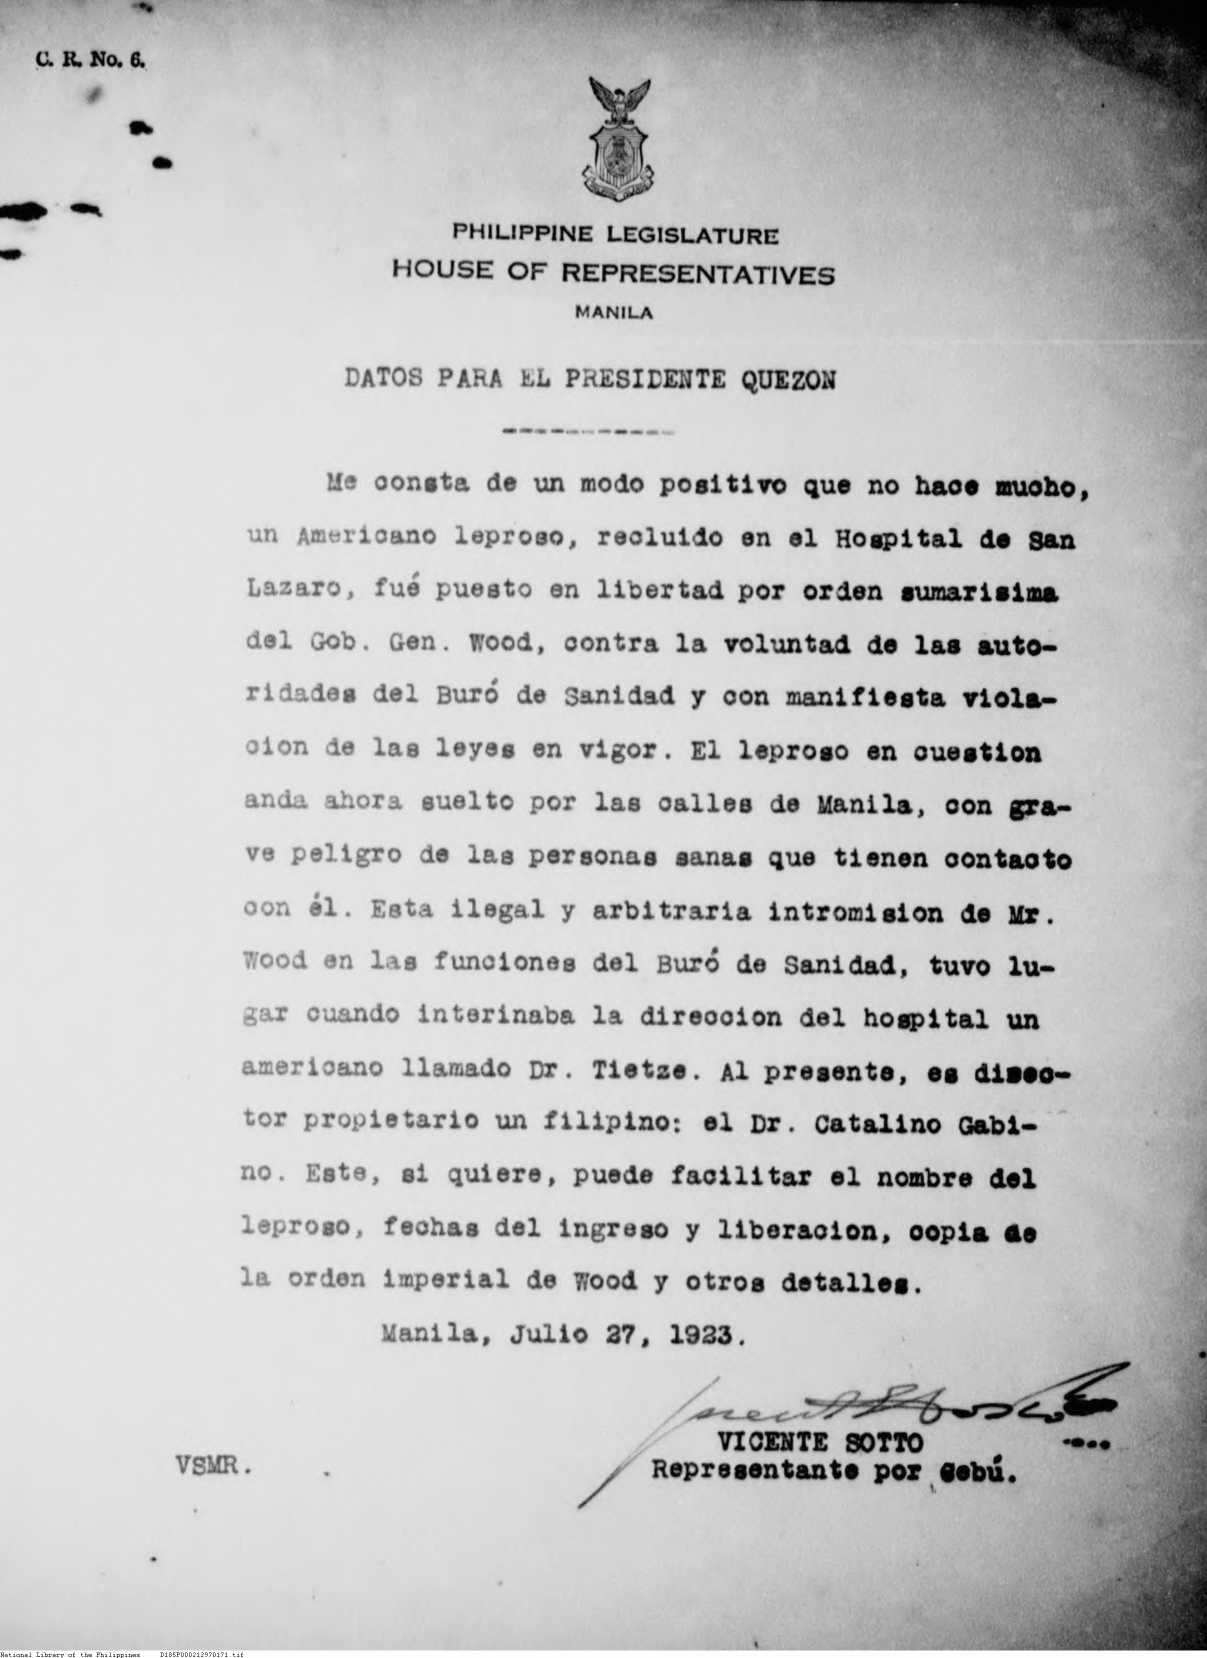 C. R. No. 6.
PHILIPPINE LEGISLATURE
HOUSE OF REPRESENTATIVES
MANILA
DATOS PARA EL PRESIDENTE QUEZON
Me consta de un modo positivo que no hace mucho,
un Americano leproso, recluido en el Hospital de San
Lazaro, fué puesto en libertad por orden sumarisima
del Gob. Gen. Wood, contra la voluntad de las auto-
ridades del Buró de Sanidad y con manifiesta viola-
cion de las leyes en vigor. El leproso en cuestion
anda ahora suelto por las calles de Manila, con gra-
ve peligro de las personas sanas que tienen contacto
con él. Esta ilegal y arbitraria intromision de Mr.
Wood en las funciones del Buró de Sanidad, tuvo lu-
gar cuando interinaba la direccion del hospital un
americano llamado Dr. Tietze. Al presente, es direc-
tor propietario un filipino: el Dr. Catalino Gabi-
no. Este, si quiere, puede facilitar el nombre del
leproso, fechas del ingreso y liberacion, copia de
la orden imperial de Wood y otros detalles.
Manila, Julio 27, 1923.
VICENTE SOTTO
Representante por Cebú.
VSMR.
National Library of the Philippines D185P000212970171.tif